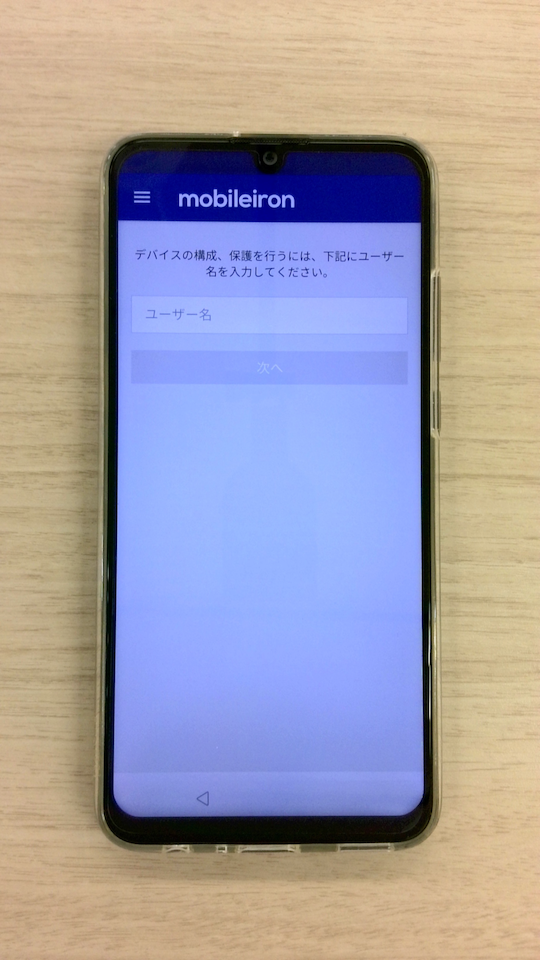 mobileiron
デバイスの構成、保護を行うには、下記にユーザー
名を入力してください。
ユーザー名
次へ